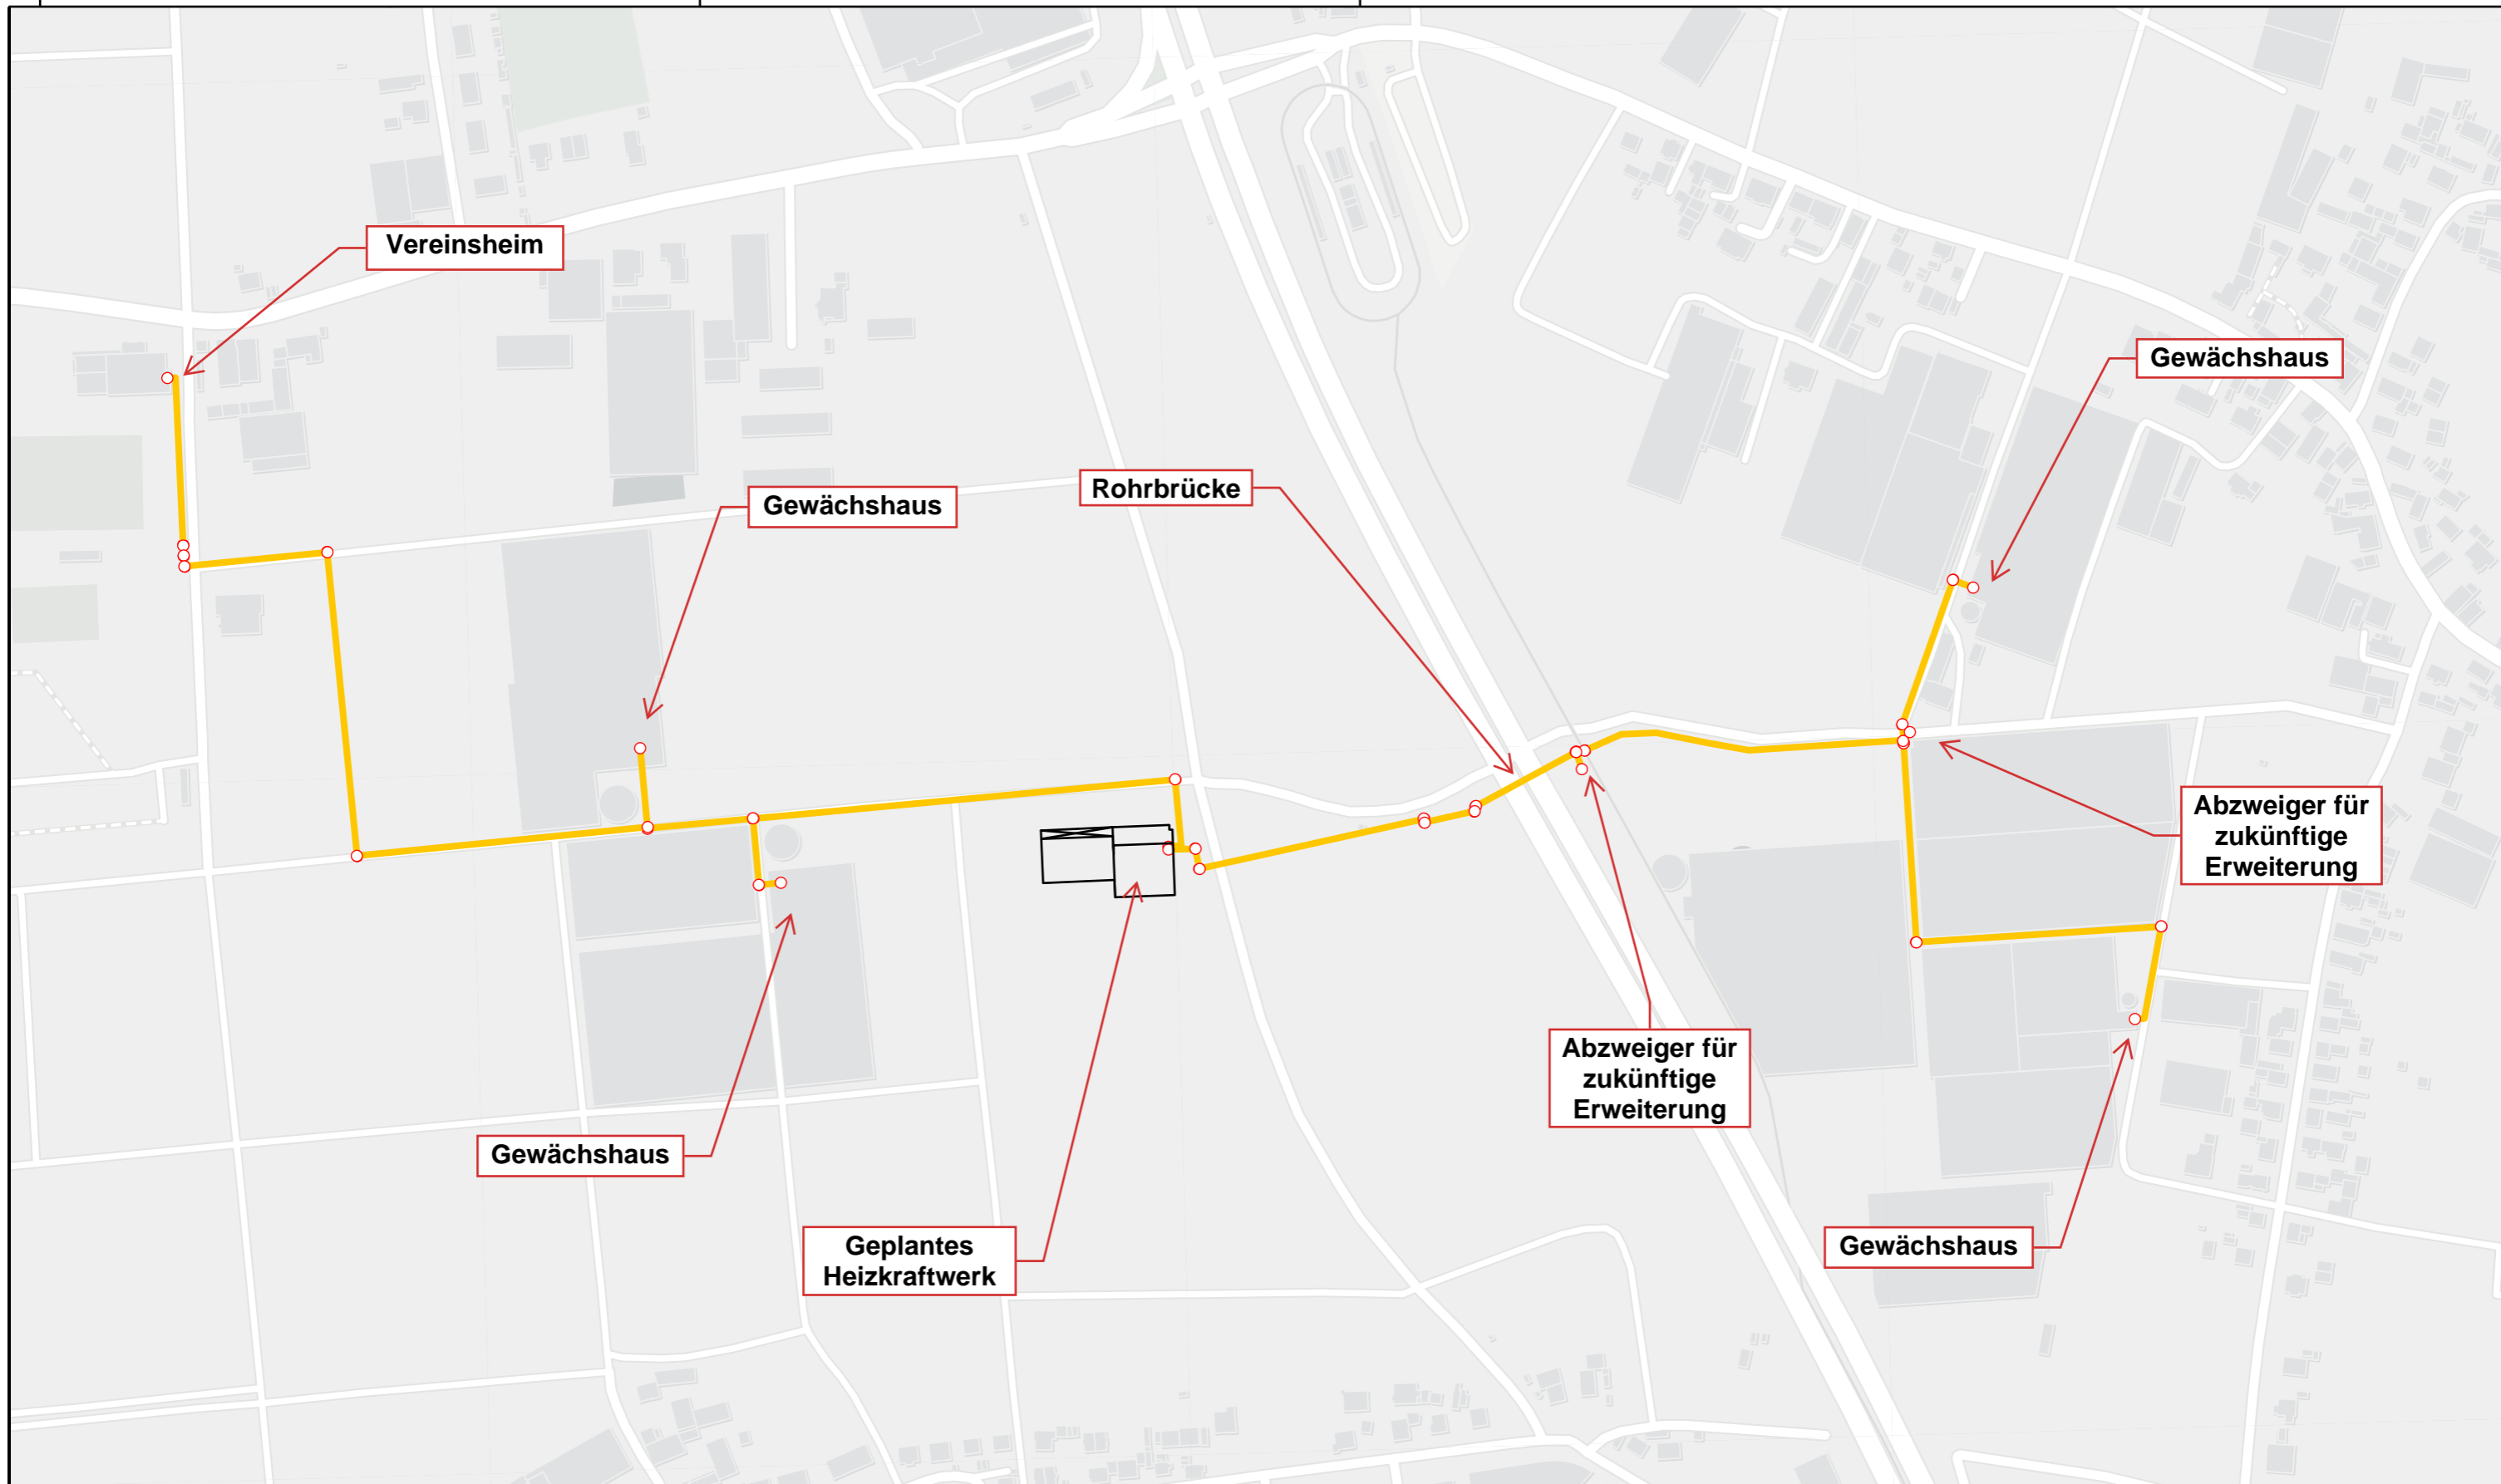 Vereinsheim
Gewächshaus
Rohrbrücke
Gewächshaus
Abzweiger für
zukünftige
Erweiterung
Abzweiger für
zukünftige
Erweiterung
Gewächshaus
Geplantes
Heizkraftwerk
Gewächshaus